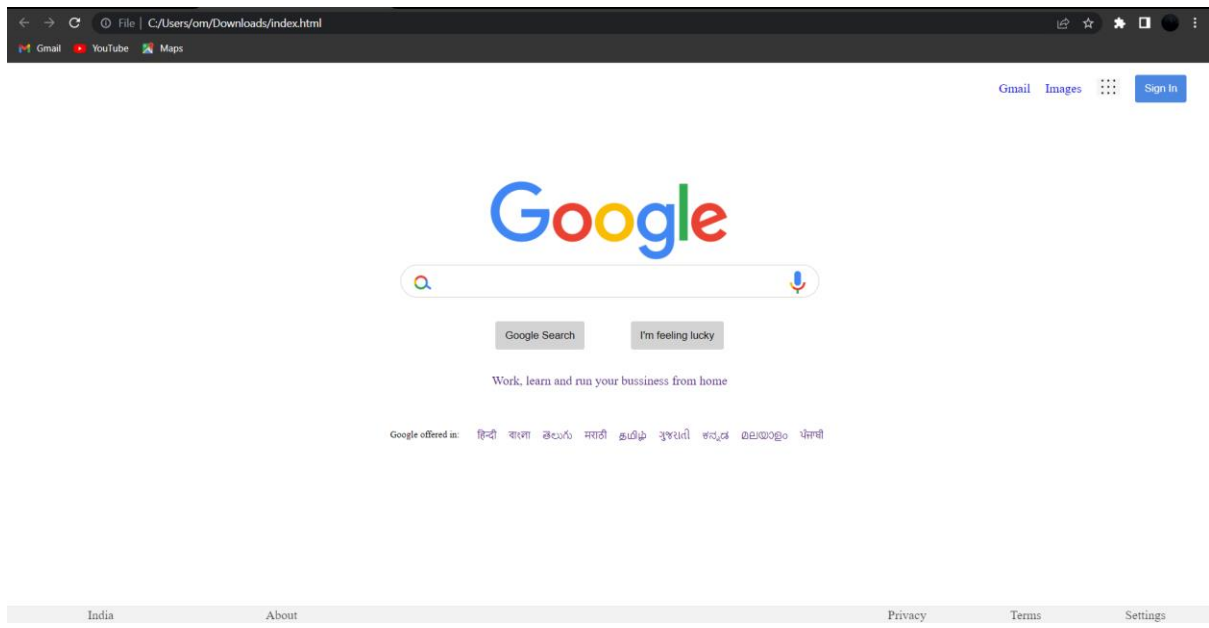 File | C:/Users/om/Downloads/index.html
Gmail YouTube Maps
Gmail Images Sign In
Google
Google Search I'm feeling lucky
Work, learn and run your bussiness from home
Google offered in: हिन्दी বাংলা తెలుగు मराठी தமிழ் ગુજરાતી ಕನ್ನಡ മലയാളം ਪੰਜਾਬੀ
India About Privacy Terms Settings